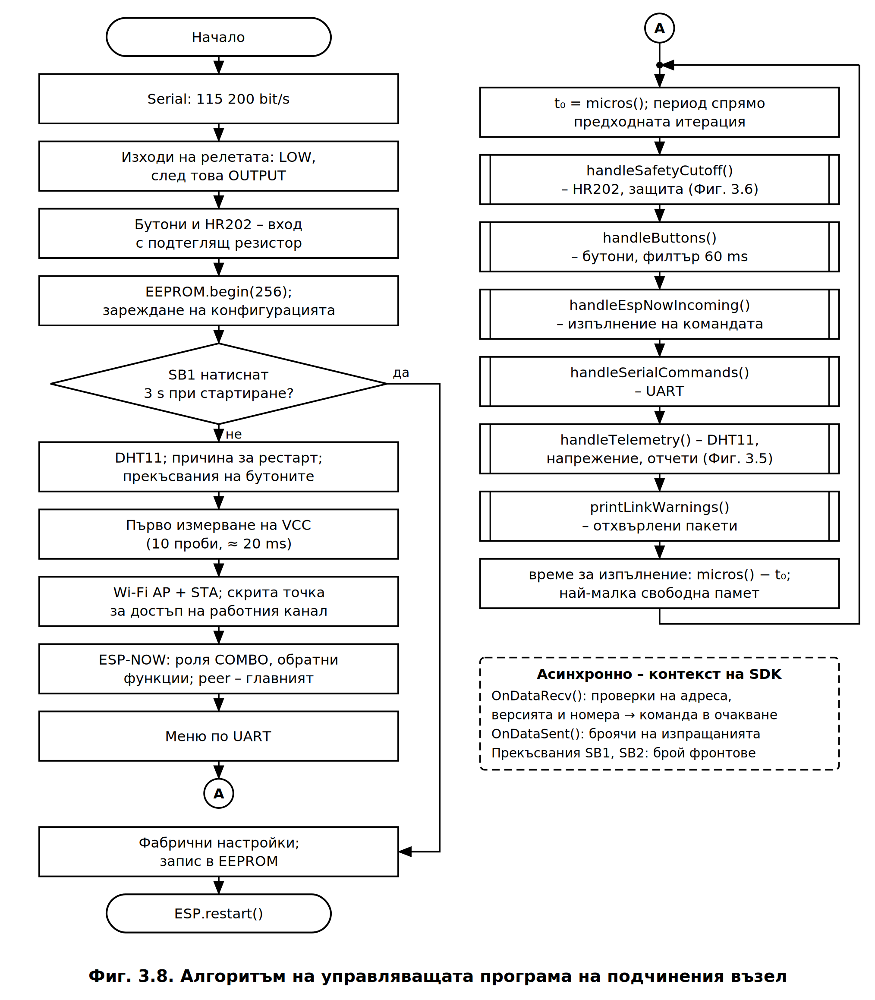 Начало
Serial: 115 200 bit/s
Изходи на релетата: LOW,
след това OUTPUT
Бутони и HR202 – вход
с подтеглящ резистор
EEPROM.begin(256);
зареждане на конфигурацията
SB1 натиснат
3 s при стартиране?
да
не
DHT11; причина за рестарт;
прекъсвания на бутоните
Първо измерване на VCC
(10 проби, ≈ 20 ms)
Wi-Fi AP + STA; скрита точка
за достъп на работния канал
ESP-NOW: роля COMBO, обратни
функции; peer – главният
Меню по UART
A
Фабрични настройки;
запис в EEPROM
ESP.restart()
A
t₀ = micros(); период спрямо
предходната итерация
handleSafetyCutoff()
– HR202, защита (Фиг. 3.6)
handleButtons()
– бутони, филтър 60 ms
handleEspNowIncoming()
– изпълнение на командата
handleSerialCommands()
– UART
handleTelemetry() – DHT11,
напрежение, отчети (Фиг. 3.5)
printLinkWarnings()
– отхвърлени пакети
време за изпълнение: micros() − t₀;
най-малка свободна памет
Асинхронно – контекст на SDK
OnDataRecv(): проверки на адреса,
версията и номера → команда в очакване
OnDataSent(): броячи на изпращанията
Прекъсвания SB1, SB2: брой фронтове
Фиг. 3.8. Алгоритъм на управляващата програма на подчинения възел